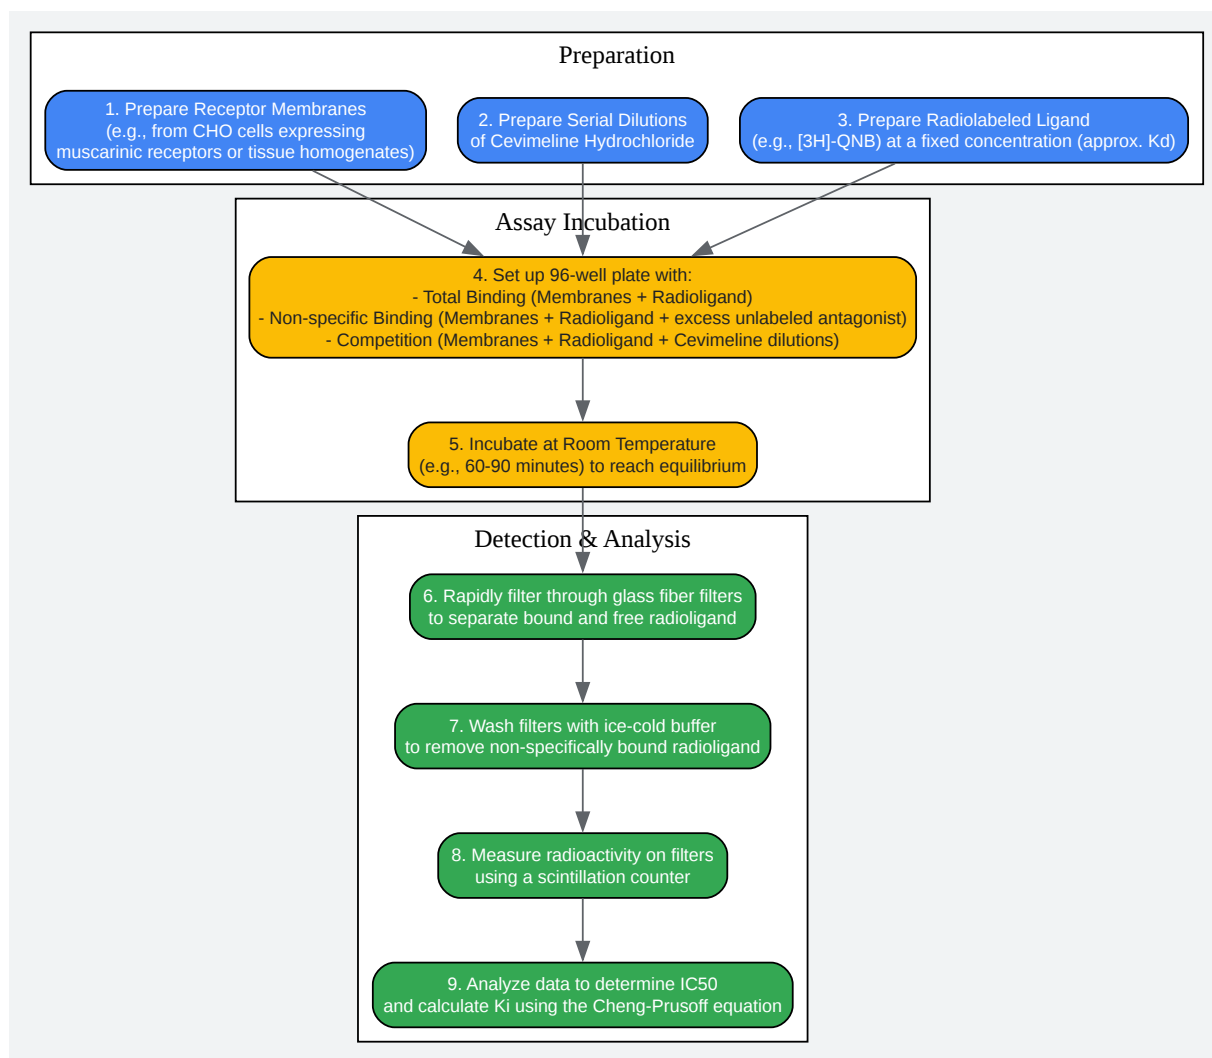 Preparation
1. Prepare Receptor Membranes
(e.g., from CHO cells expressing
muscarinic receptors or tissue homogenates)
2. Prepare Serial Dilutions
of Cevimeline Hydrochloride
3. Prepare Radiolabeled Ligand
(e.g., [3H]-QNB) at a fixed concentration (approx. Kd)
Assay Incubation
4. Set up 96-well plate with:
- Total Binding (Membranes + Radioligand)
- Non-specific Binding (Membranes + Radioligand + excess unlabeled antagonist)
- Competition (Membranes + Radioligand + Cevimeline dilutions)
5. Incubate at Room Temperature
(e.g., 60-90 minutes) to reach equilibrium
Detection & Analysis
6. Rapidly filter through glass fiber filters
to separate bound and free radioligand
7. Wash filters with ice-cold buffer
to remove non-specifically bound radioligand
8. Measure radioactivity on filters
using a scintillation counter
9. Analyze data to determine IC50
and calculate Ki using the Cheng-Prusoff equation